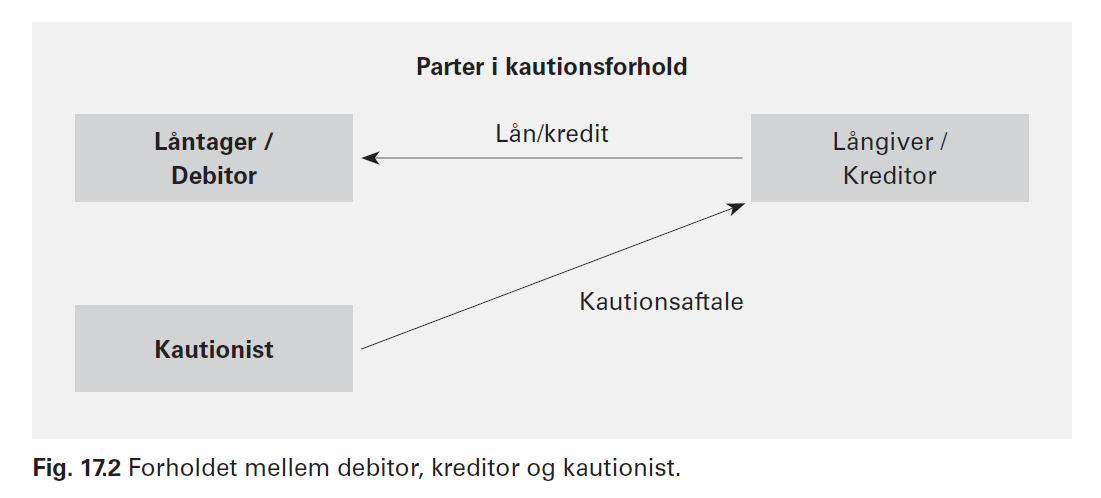 Parter i kautionsforhold
Låntager /
Debitor
Lån/kredit
Långiver /
Kreditor
Kautionsaftale
Kautionist
Fig. 17.2 Forholdet mellem debitor, kreditor og kautionist.